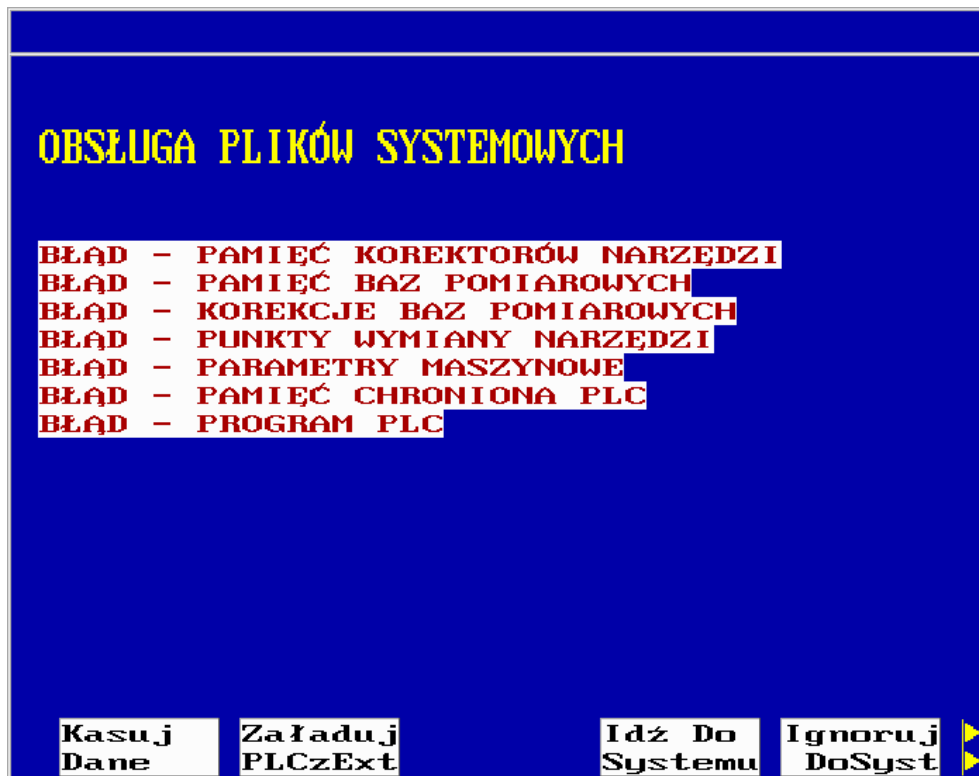 OBSŁUGA PLIKÓW SYSTEMOWYCH
BŁĄD - PAMIĘĆ KOREKTORÓW NARZĘDZI
BŁĄD - PAMIĘĆ BAZ POMIAROWYCH
BŁĄD - KOREKCJE BAZ POMIAROWYCH
BŁĄD - PUNKTY WYMIANY NARZĘDZI
BŁĄD - PARAMETRY MASZYNOWE
BŁĄD - PAMIĘĆ CHRONIONA PLC
BŁĄD - PROGRAM PLC
Kasuj Dane
Załaduj PLCzExt
Idź Do Systemu
Ignoruj DoSyst